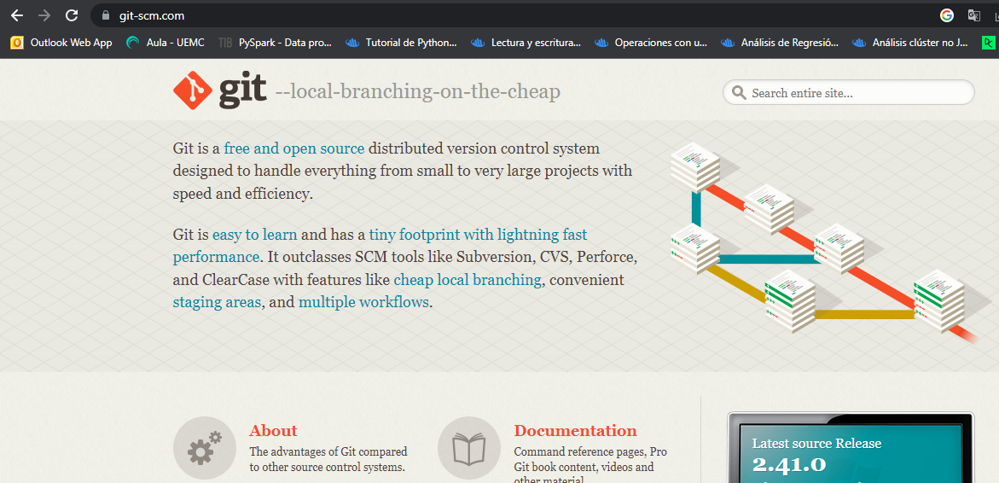 git-scm.com
Outlook Web App
Aula - UEMC
TIB PySpark - Data pro...
Tutorial de Python...
Lectura y escritura...
Operaciones con u...
Análisis de Regresió...
Análisis clúster no J...
DC
git --local-branching-on-the-cheap
Search entire site...
Git is a free and open source distributed version control system
designed to handle everything from small to very large projects with
speed and efficiency.
Git is easy to learn and has a tiny footprint with lightning fast
performance. It outclasses SCM tools like Subversion, CVS, Perforce,
and ClearCase with features like cheap local branching, convenient
staging areas, and multiple workflows.
About
The advantages of Git compared
to other source control systems.
Documentation
Command reference pages, Pro
Git book content, videos and
other material.
Latest source Release
2.41.0